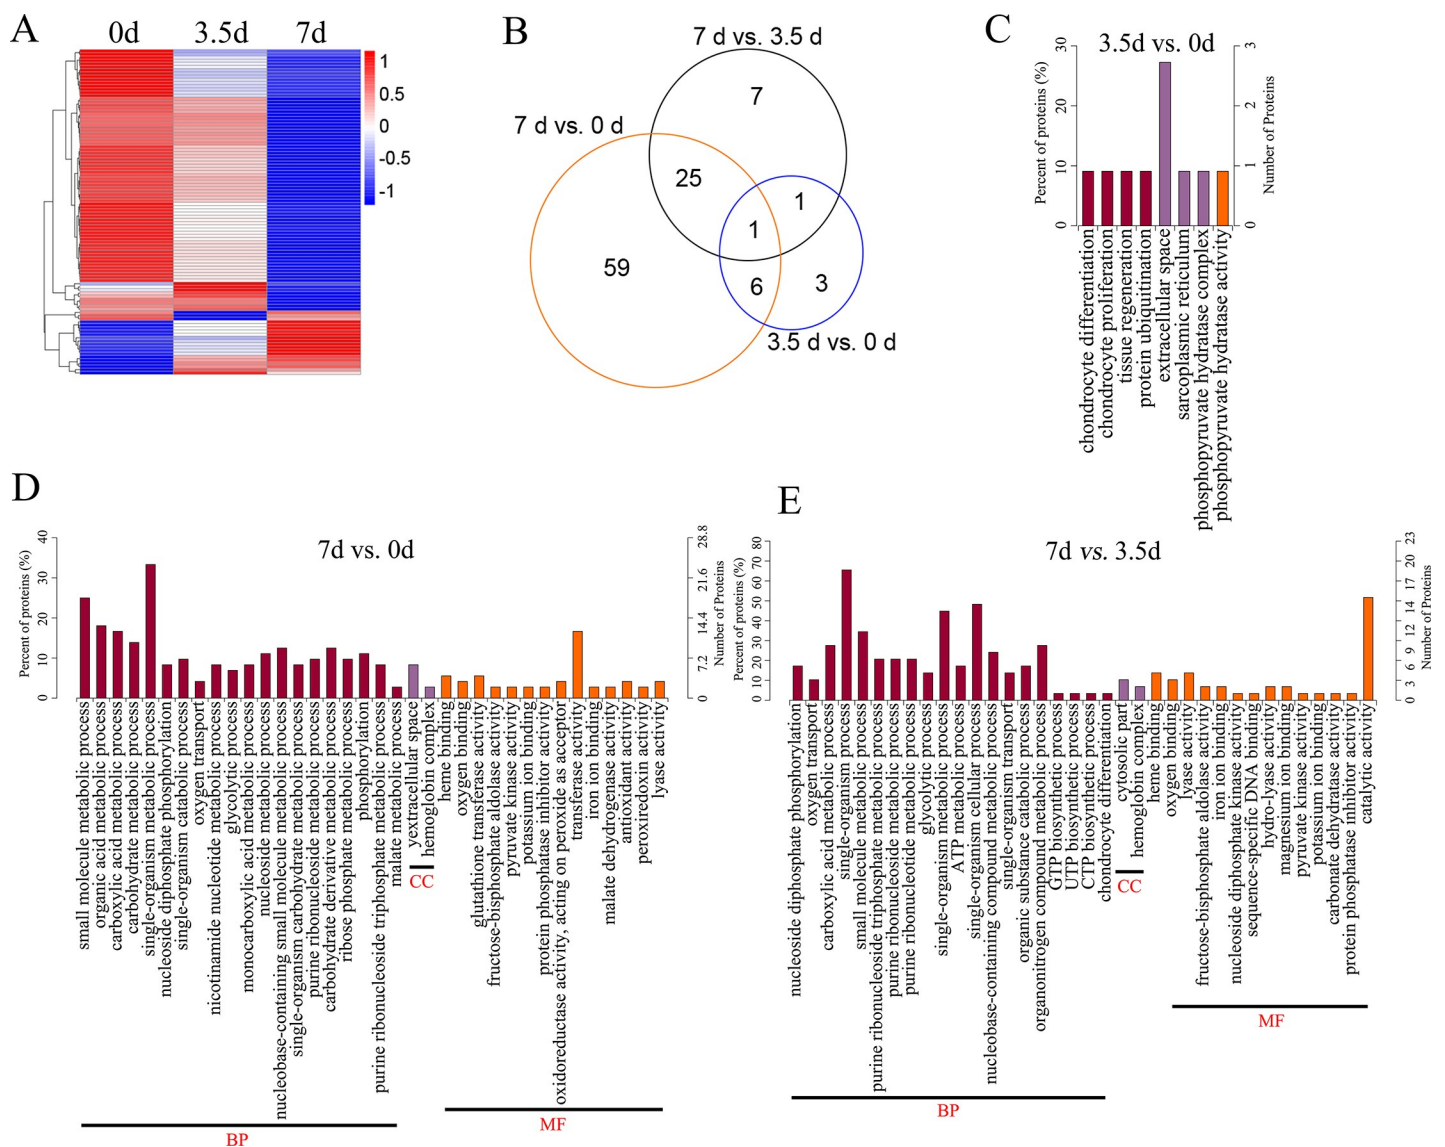 A
0d
3.5d
7d
1
0.5
0
-0.5
-1
B
7 d vs. 3.5 d
7 d vs. 0 d
3.5 d vs. 0 d
7
25
1
1
59
6
3
C
3.5d vs. 0d
Percent of proteins (%)
0
10
20
30
Number of Proteins
0
1
2
3
chondrocyte differentiation
chondrocyte proliferation
tissue regeneration
protein ubiquitination
extracellular space
sarcoplasmic reticulum
phosphopyruvate hydratase complex
phosphopyruvate hydratase activity
D
7d vs. 0d
Percent of proteins (%)
0
10
20
30
40
Number of Proteins
0
7.2
14.4
21.6
28.8
small molecule metabolic process
organic acid metabolic process
carboxylic acid metabolic process
carbohydrate metabolic process
single-organism metabolic process
nucleoside diphosphate phosphorylation
single-organism catabolic process
oxygen transport
nicotinamide nucleotide metabolic process
glycolytic process
monocarboxylic acid metabolic process
nucleoside metabolic process
nucleobase-containing small molecule metabolic process
single-organism carbohydrate metabolic process
purine ribonucleoside metabolic process
carbohydrate derivative metabolic process
ribose phosphate metabolic process
phosphorylation
purine ribonucleoside triphosphate metabolic process
malate metabolic process
yextracellular space
hemoglobin complex
heme binding
oxygen binding
glutathione transferase activity
fructose-bisphosphate aldolase activity
pyruvate kinase activity
potassium ion binding
protein phosphatase inhibitor activity
oxidoreductase activity, acting on peroxide as acceptor
transferase activity
iron ion binding
malate dehydrogenase activity
antioxidant activity
peroxiredoxin activity
lyase activity
BP
CC
MF
E
7d vs. 3.5d
Percent of proteins (%)
0
10
20
30
40
50
60
70
80
Number of Proteins
0
3
6
9
12
14
17
20
23
nucleoside diphosphate phosphorylation
oxygen transport
carboxylic acid metabolic process
single-organism process
small molecule metabolic process
purine ribonucleoside triphosphate metabolic process
purine ribonucleoside metabolic process
purine ribonucleotide metabolic process
glycolytic process
single-organism metabolic process
ATP metabolic process
single-organism cellular process
nucleobase-containing compound metabolic process
single-organism transport
organic substance catabolic process
organonitrogen compound metabolic process
GTP biosynthetic process
UTP biosynthetic process
CTP biosynthetic process
chondrocyte differentiation
cytosolic part
hemoglobin complex
heme binding
oxygen binding
lyase activity
fructose-bisphosphate aldolase activity
iron ion binding
nucleoside diphosphate kinase activity
sequence-specific DNA binding
hydro-lyase activity
magnesium ion binding
pyruvate kinase activity
potassium ion binding
carbonate dehydratase activity
protein phosphatase inhibitor activity
catalytic activity
BP
CC
MF